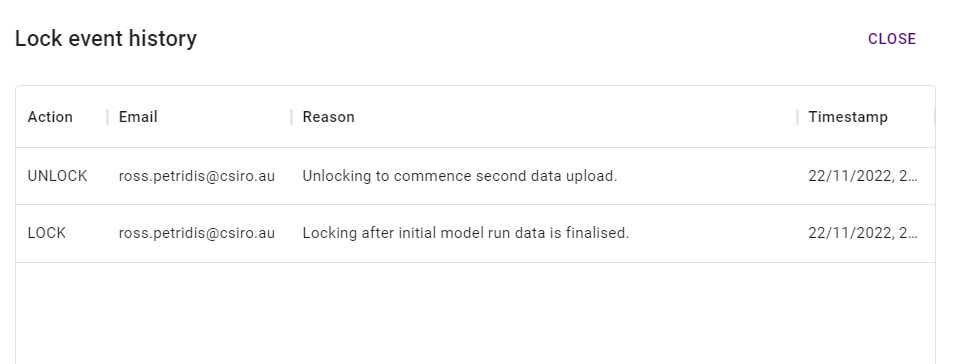 Lock event history
CLOSE
Action Email Reason Timestamp
UNLOCK ross.petridis@csiro.au Unlocking to commence second data upload. 22/11/2022, 2...
LOCK ross.petridis@csiro.au Locking after initial model run data is finalised. 22/11/2022, 2...